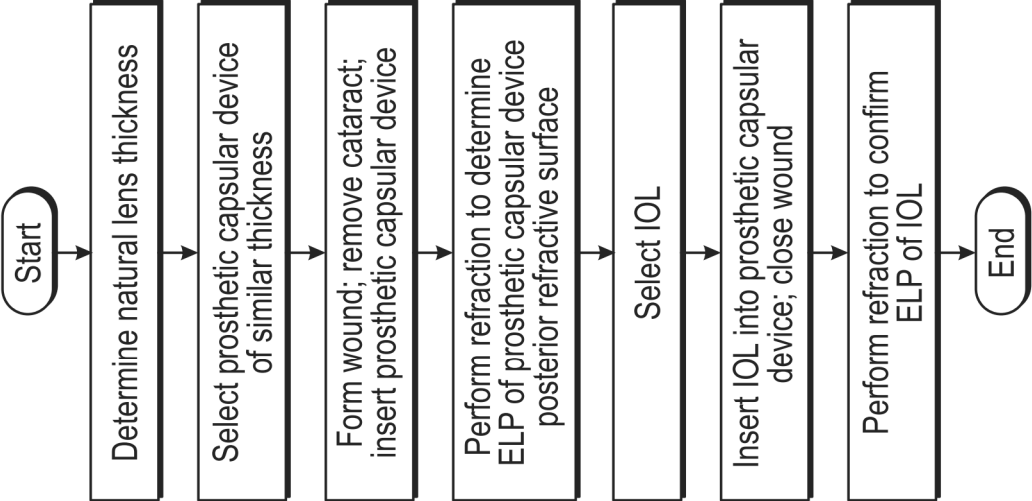 Start
Determine natural lens thickness
Select prosthetic capsular device
of similar thickness
Form wound; remove cataract;
insert prosthetic capsular device
Perform refraction to determine
ELP of prosthetic capsular device
posterior refractive surface
Select IOL
Insert IOL into prosthetic capsular
device; close wound
Perform refraction to confirm
ELP of IOL
End